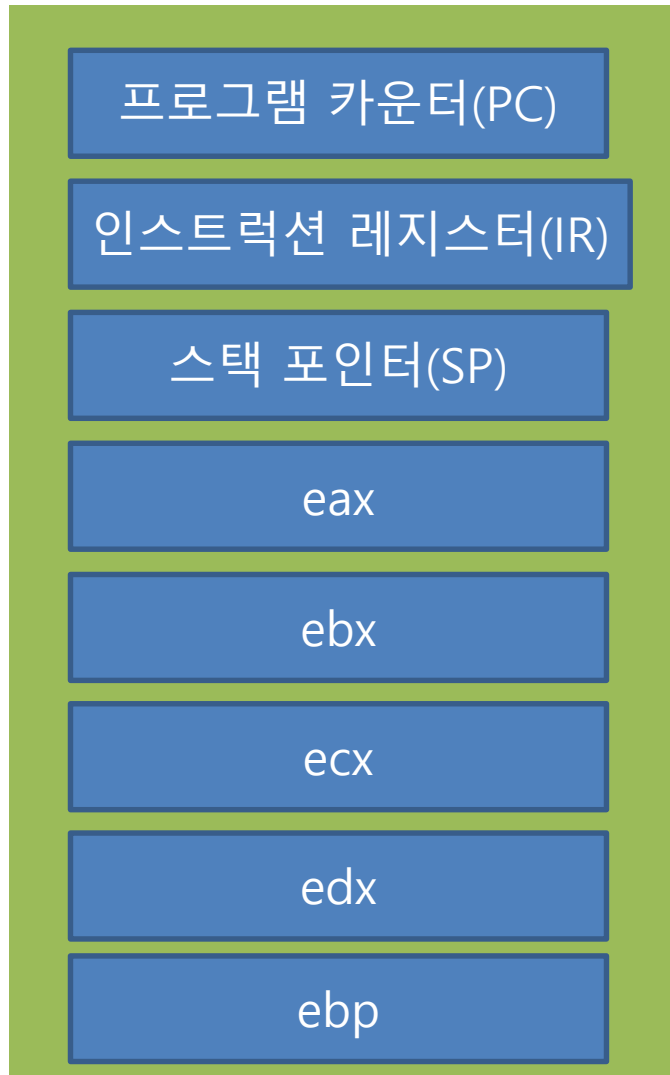 프로그램 카운터(PC)
인스트럭션 레지스터(IR)
스택 포인터(SP)
eax
ebx
ecx
edx
ebp